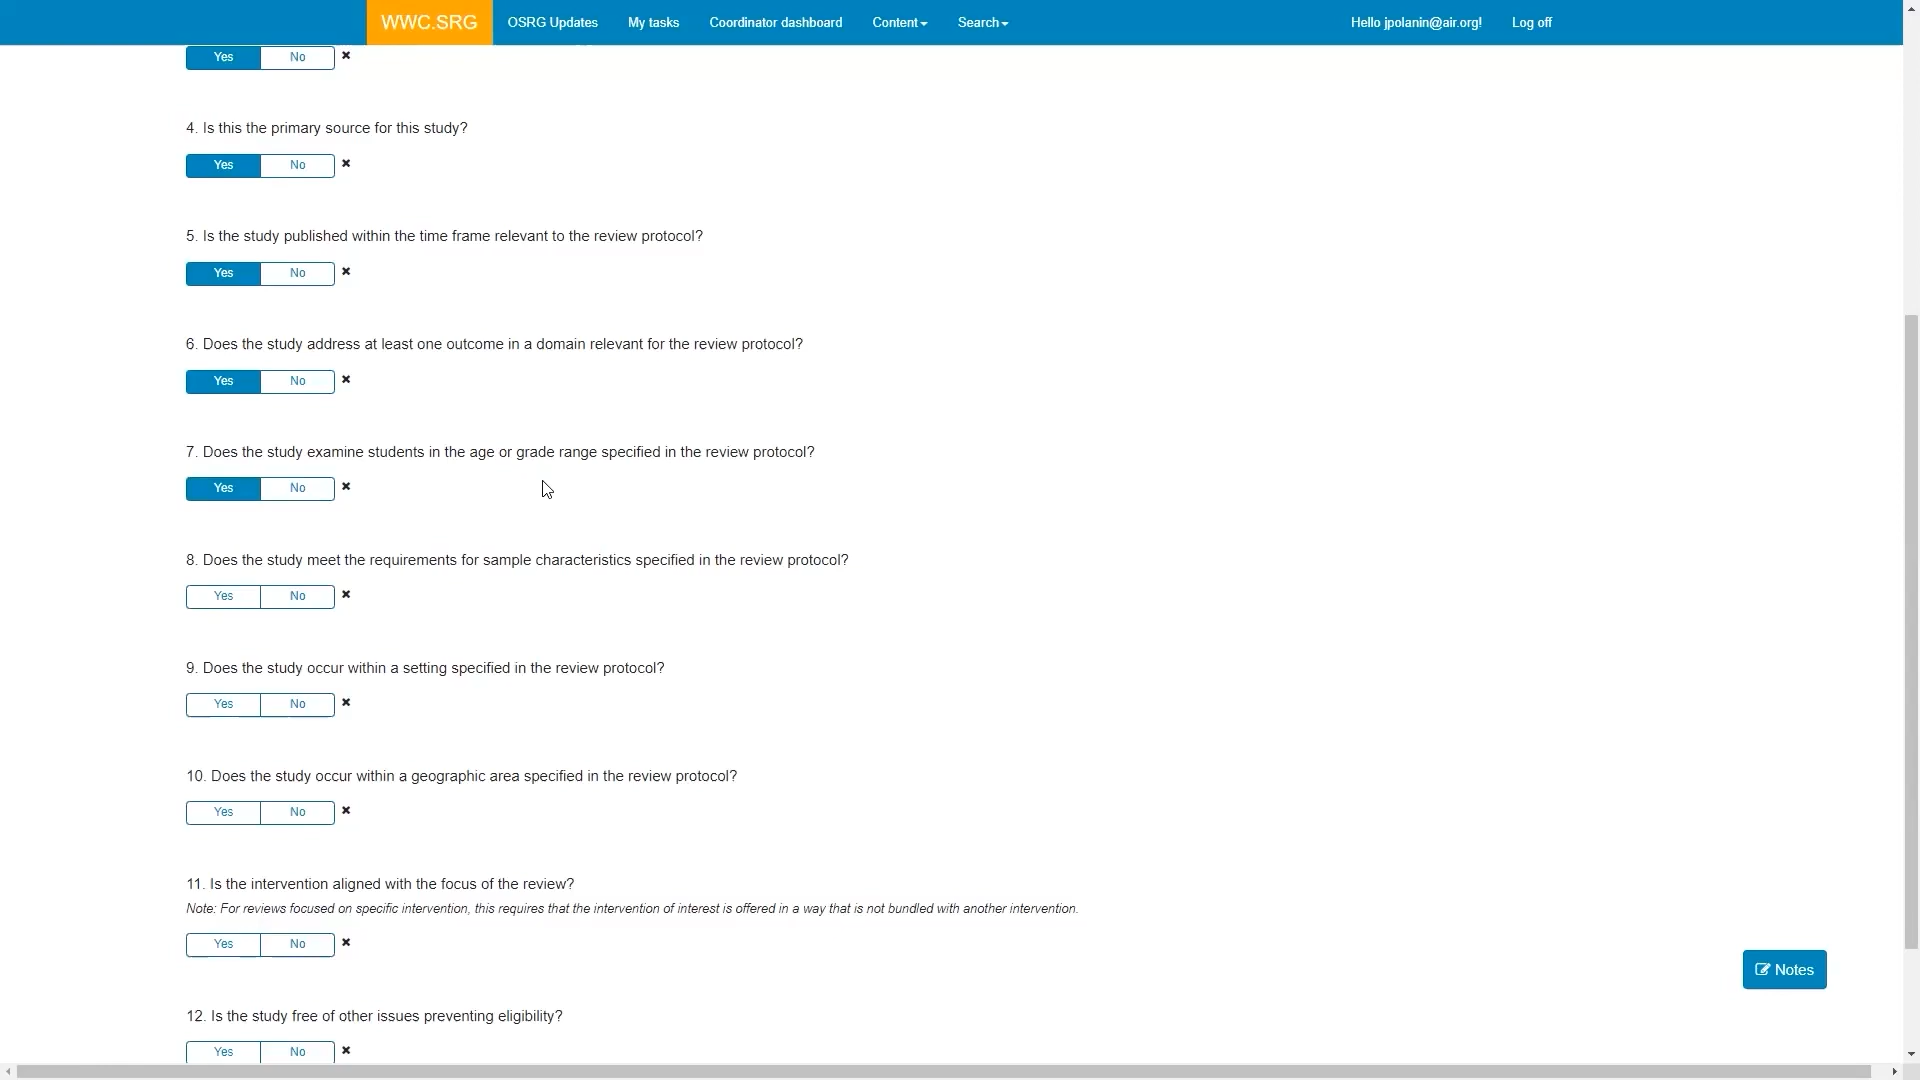 WWC.SRG OSRG Updates My tasks Coordinator dashboard Content Search Hello jpolanin@air.org! Log off
Yes No
4. Is this the primary source for this study?
Yes No
5. Is the study published within the time frame relevant to the review protocol?
Yes No
6. Does the study address at least one outcome in a domain relevant for the review protocol?
Yes No
7. Does the study examine students in the age or grade range specified in the review protocol?
Yes No
8. Does the study meet the requirements for sample characteristics specified in the review protocol?
Yes No
9. Does the study occur within a setting specified in the review protocol?
Yes No
10. Does the study occur within a geographic area specified in the review protocol?
Yes No
11. Is the intervention aligned with the focus of the review?
Note: For reviews focused on specific intervention, this requires that the intervention of interest is offered in a way that is not bundled with another intervention.
Yes No
Notes
12. Is the study free of other issues preventing eligibility?
Yes No